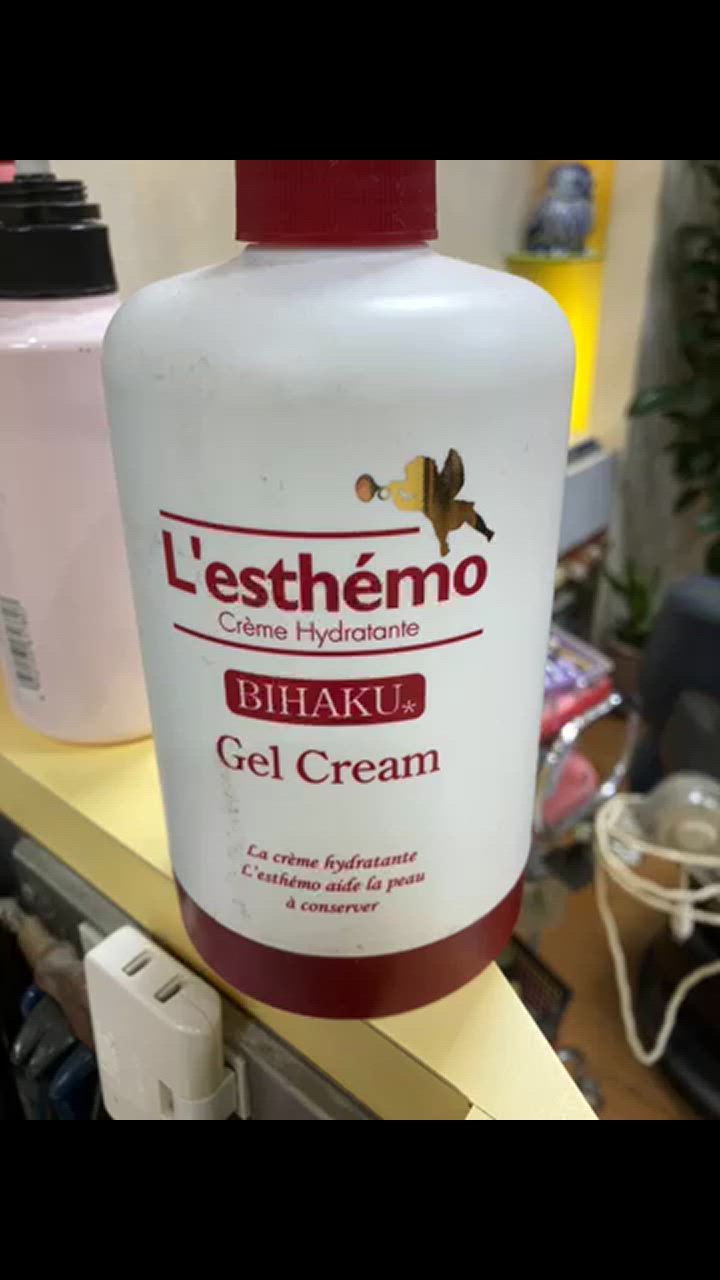 L'esthémo
Crème Hydratante
BIHAKU*
Gel Cream
La crème hydratante
L'esthémo aide la peau
à conserver